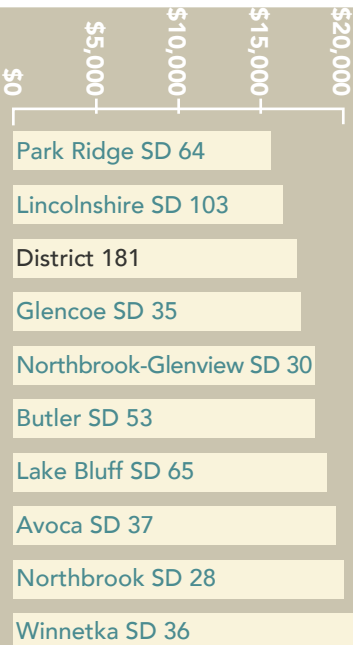 $0
$5,000
$10,000
$15,000
$20,000
Park Ridge SD 64
Lincolnshire SD 103
District 181
Glencoe SD 35
Northbrook-Glenview SD 30
Butler SD 53
Lake Bluff SD 65
Avoca SD 37
Northbrook SD 28
Winnetka SD 36